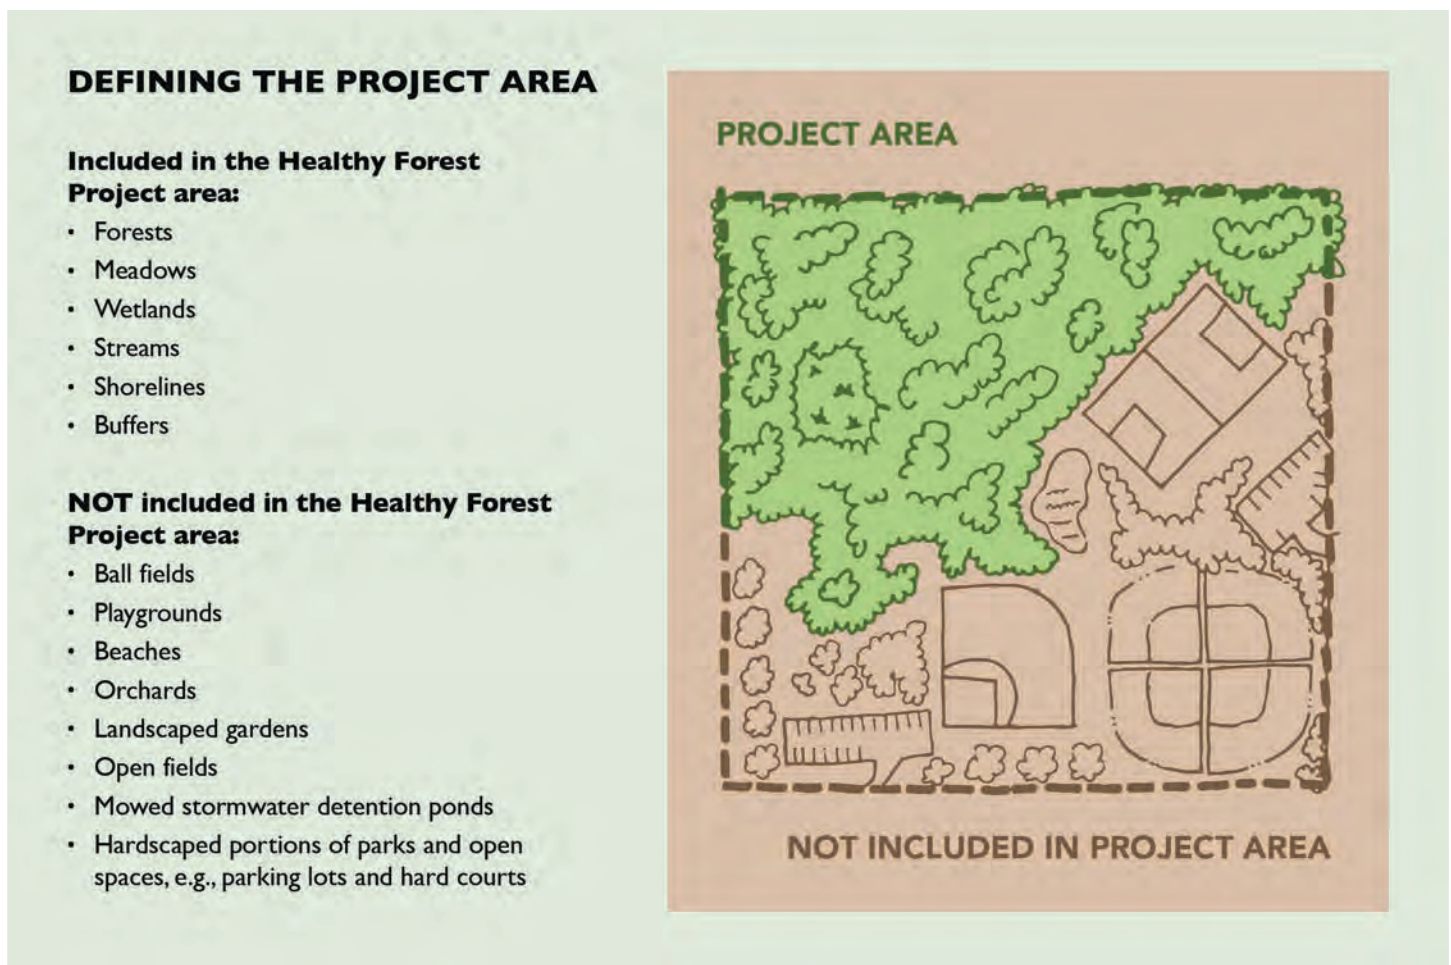 DEFINING THE PROJECT AREA
Included in the Healthy Forest
Project area:
• Forests
• Meadows
• Wetlands
• Streams
• Shorelines
• Buffers
NOT included in the Healthy Forest
Project area:
• Ball fields
• Playgrounds
• Beaches
• Orchards
• Landscaped gardens
• Open fields
• Mowed stormwater detention ponds
• Hardscaped portions of parks and open
spaces, e.g., parking lots and hard courts
PROJECT AREA
NOT INCLUDED IN PROJECT AREA